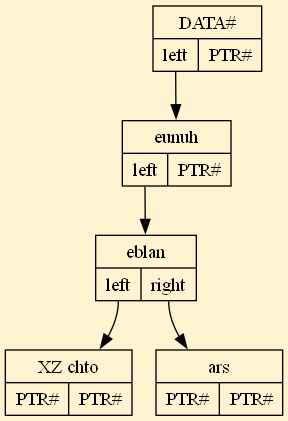 DATA#
left PTR#
eunuh
left PTR#
eblan
left right
XZ chto ars
PTR# PTR# PTR# PTR#